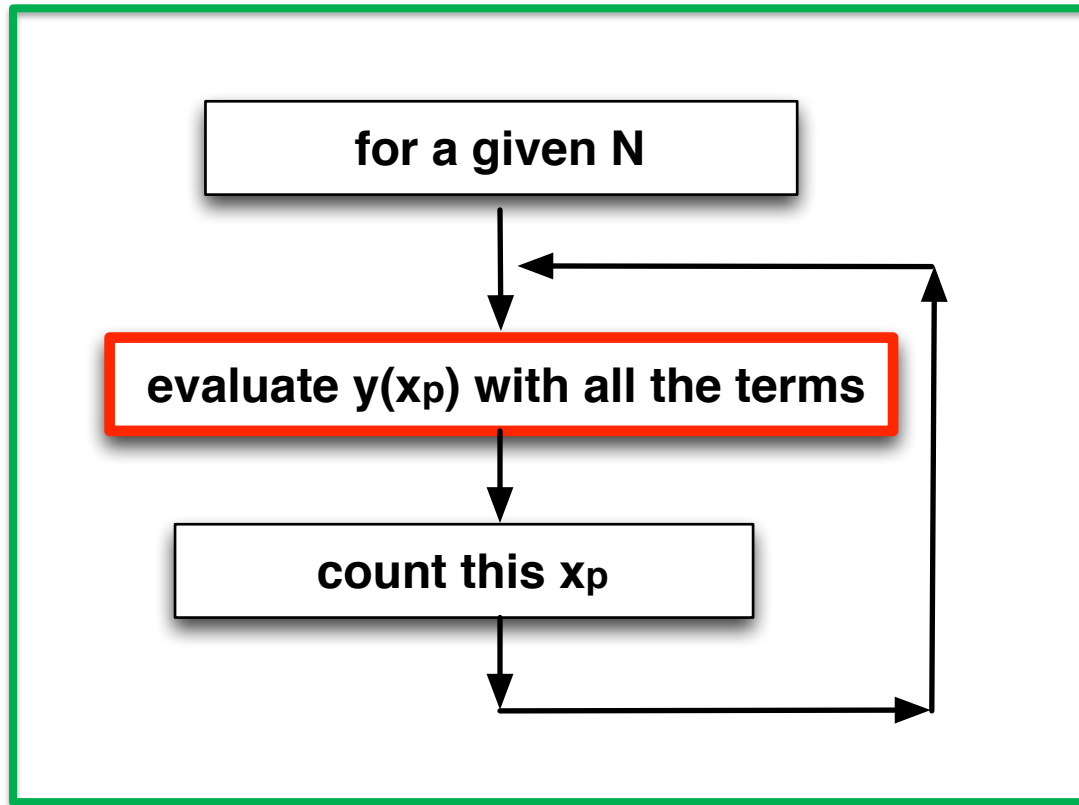 for a given N
evaluate y(xp) with all the terms
count this xp